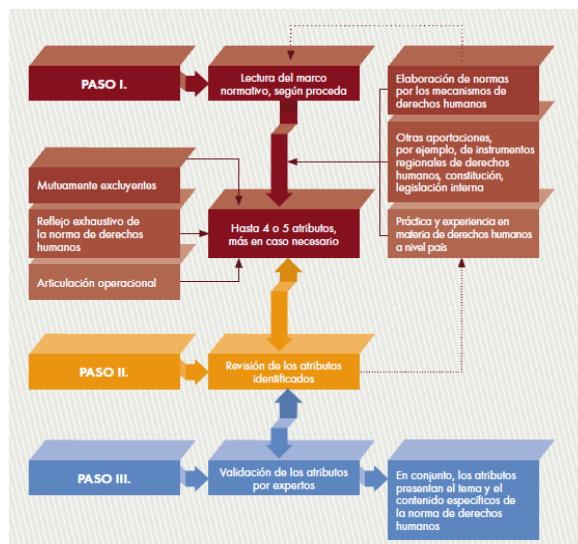 PASO I.
Lectura del marco
normativo, según proceda
Elaboración de normas
por los mecanismos de
derechos humanos
Otras aportaciones,
por ejemplo, de instrumentos
regionales de derechos
humanos, constitución,
legislación interna
Práctica y experiencia en
materia de derechos humanos
a nivel país
Mutuamente excluyentes
Reflejo exhaustivo de
la norma de derechos
humanos
Articulación operacional
Hasta 4 o 5 atributos,
más en caso necesario
PASO II.
Revisión de los atributos
identificados
PASO III.
Validación de los atributos
por expertos
En conjunto, los atributos
presentan el tema y el
contenido específicos de
la norma de derechos
humanos